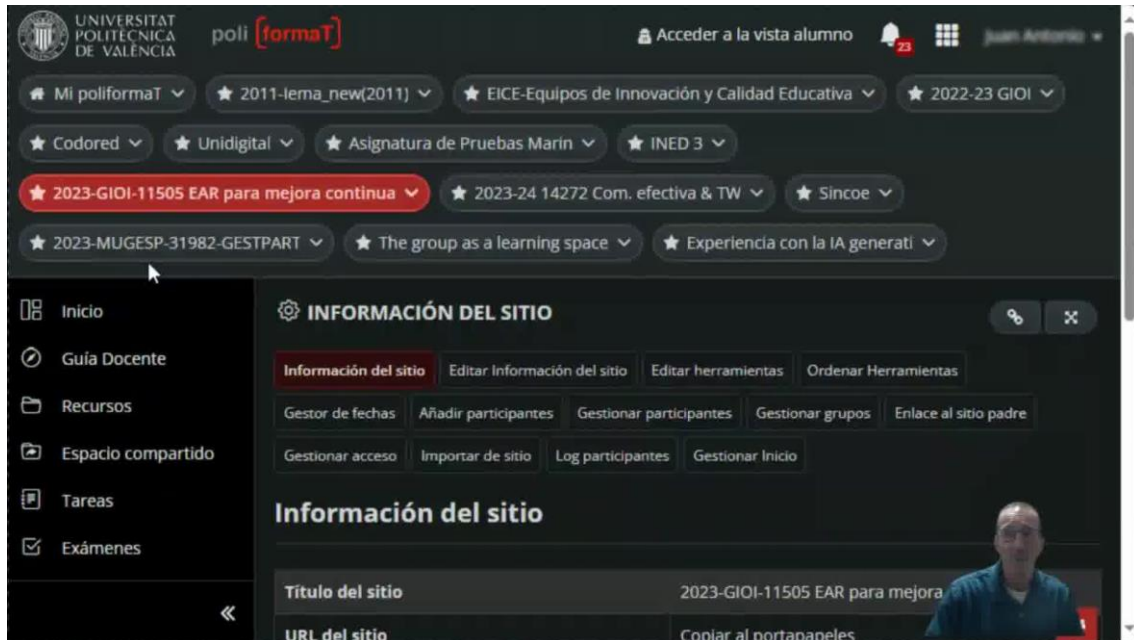 UNIVERSITAT
POLITÈCNICA
DE VALÈNCIA
poli [formaT]
Acceder a la vista alumno
23
Mi poliformaT
2011-Iema_new(2011)
EICE-Equipos de Innovación y Calidad Educativa
2022-23 GIOI
Codored
Unidigital
Asignatura de Pruebas Marin
INED 3
2023-GIOI-11505 EAR para mejora continua
2023-24 14272 Com. efectiva & TW
Sincoe
2023-MUGESP-31982-GESTPART
The group as a learning space
Experiencia con la IA generati
Inicio
Guía Docente
Recursos
Espacio compartido
Tareas
Exámenes
INFORMACIÓN DEL SITIO
Información del sitio
Editar Información del sitio
Editar herramientas
Ordenar Herramientas
Gestor de fechas
Añadir participantes
Gestionar participantes
Gestionar grupos
Enlace al sitio padre
Gestionar acceso
Importar de sitio
Log participantes
Gestionar Inicio
Información del sitio
Título del sitio
2023-GIOI-11505 EAR para mejora
URL del sitio
Copiar al portapapeles